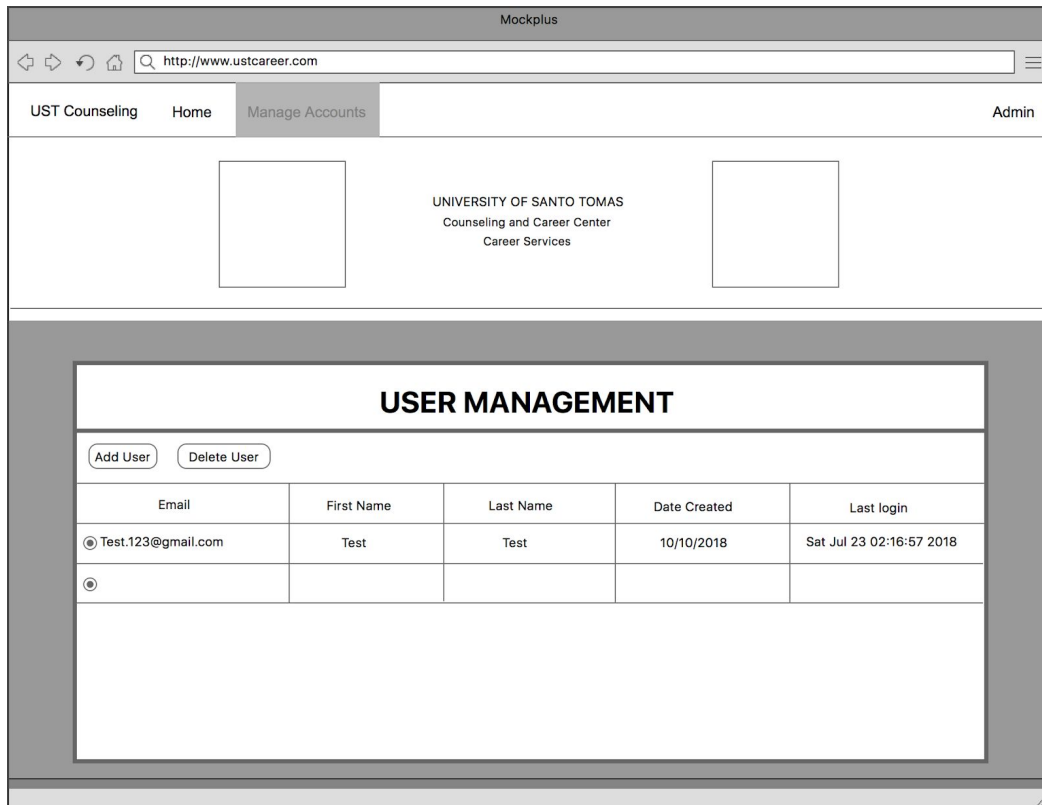 Mockplus
http://www.ustcareer.com
UST Counseling Home Manage Accounts Admin
UNIVERSITY OF SANTO TOMAS
Counseling and Career Center
Career Services
USER MANAGEMENT
Add User Delete User
Email First Name Last Name Date Created Last login
Test.123@gmail.com Test Test 10/10/2018 Sat Jul 23 02:16:57 2018